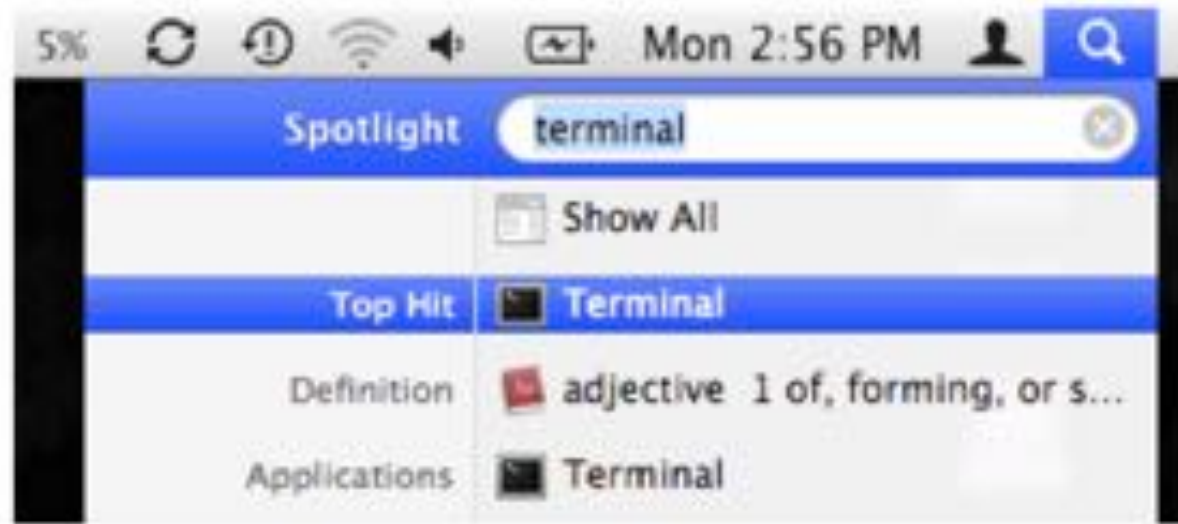 5% Mon 2:56 PM
Spotlight terminal
Show All
Top Hit Terminal
Definition adjective 1 of, forming, or s...
Applications Terminal